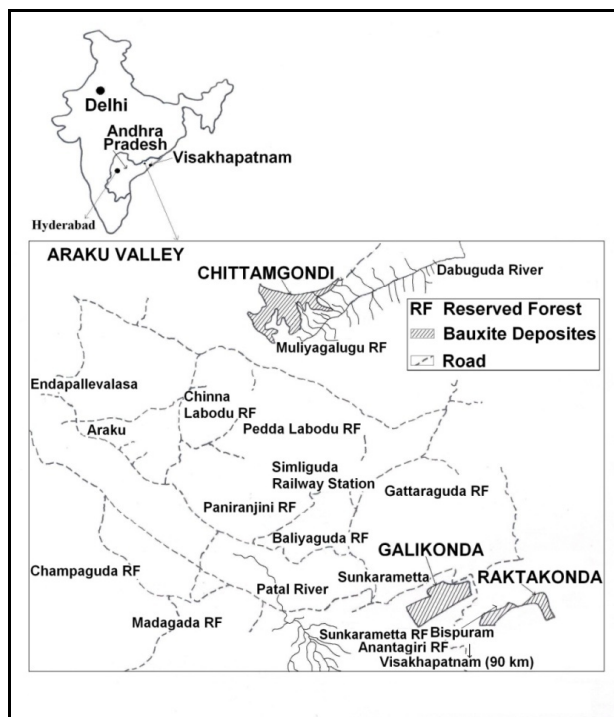 Delhi
Andhra
Pradesh
Visakhapatnam
Hyderabad
ARAKU VALLEY
CHITTAMGONDI
Dabuguda River
RF Reserved Forest
Bauxite Deposites
Road
Muliyagalugu RF
Endapallevalasa
Chinna
Labodu RF
Araku
Pedda Labodu RF
Simliguda
Railway Station
Gattaraguda RF
Paniranjini RF
Baliyaguda RF
GALIKONDA
Champaguda RF
Patal River
Sunkarametta
RAKTAKONDA
Madagada RF
Sunkarametta RF
Bispuram
Anantagiri RF
Visakhapatnam (90 km)